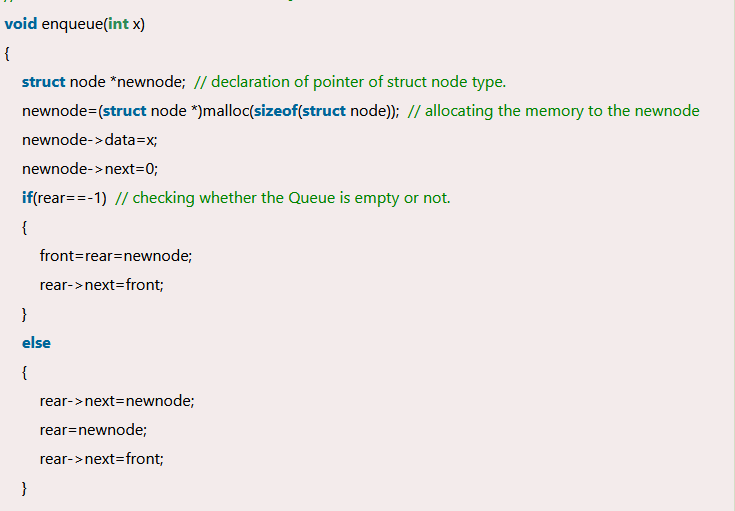 void enqueue(int x)
{
struct node *newnode; // declaration of pointer of struct node type.
newnode=(struct node *)malloc(sizeof(struct node)); // allocating the memory to the newnode
newnode->data=x;
newnode->next=0;
if(rear==-1) // checking whether the Queue is empty or not.
{
front=rear=newnode;
rear->next=front;
}
else
{
rear->next=newnode;
rear=newnode;
rear->next=front;
}